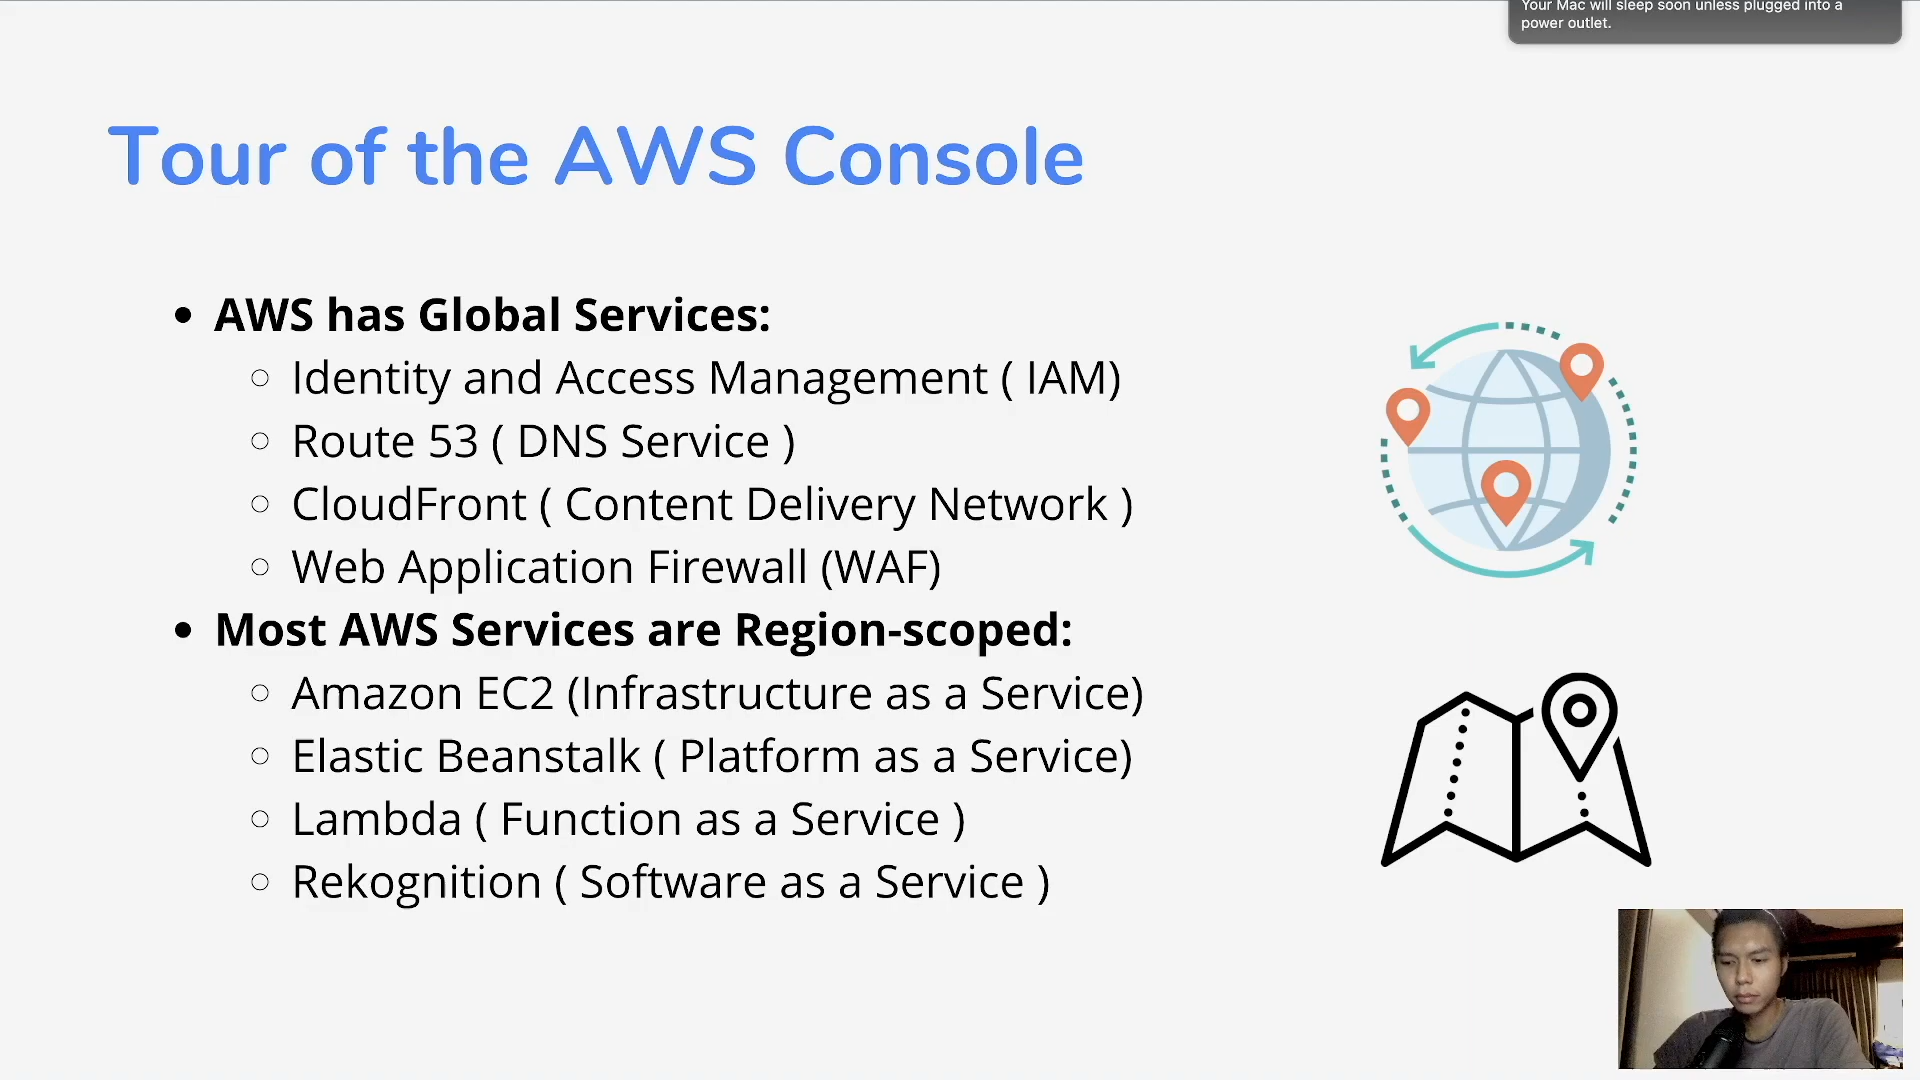 Your Mac will sleep soon unless plugged into a
power outlet.
Tour of the AWS Console
AWS has Global Services:
Identity and Access Management ( IAM)
Route 53 ( DNS Service )
CloudFront ( Content Delivery Network )
Web Application Firewall (WAF)
Most AWS Services are Region-scoped:
Amazon EC2 (Infrastructure as a Service)
Elastic Beanstalk ( Platform as a Service)
Lambda ( Function as a Service )
Rekognition ( Software as a Service )